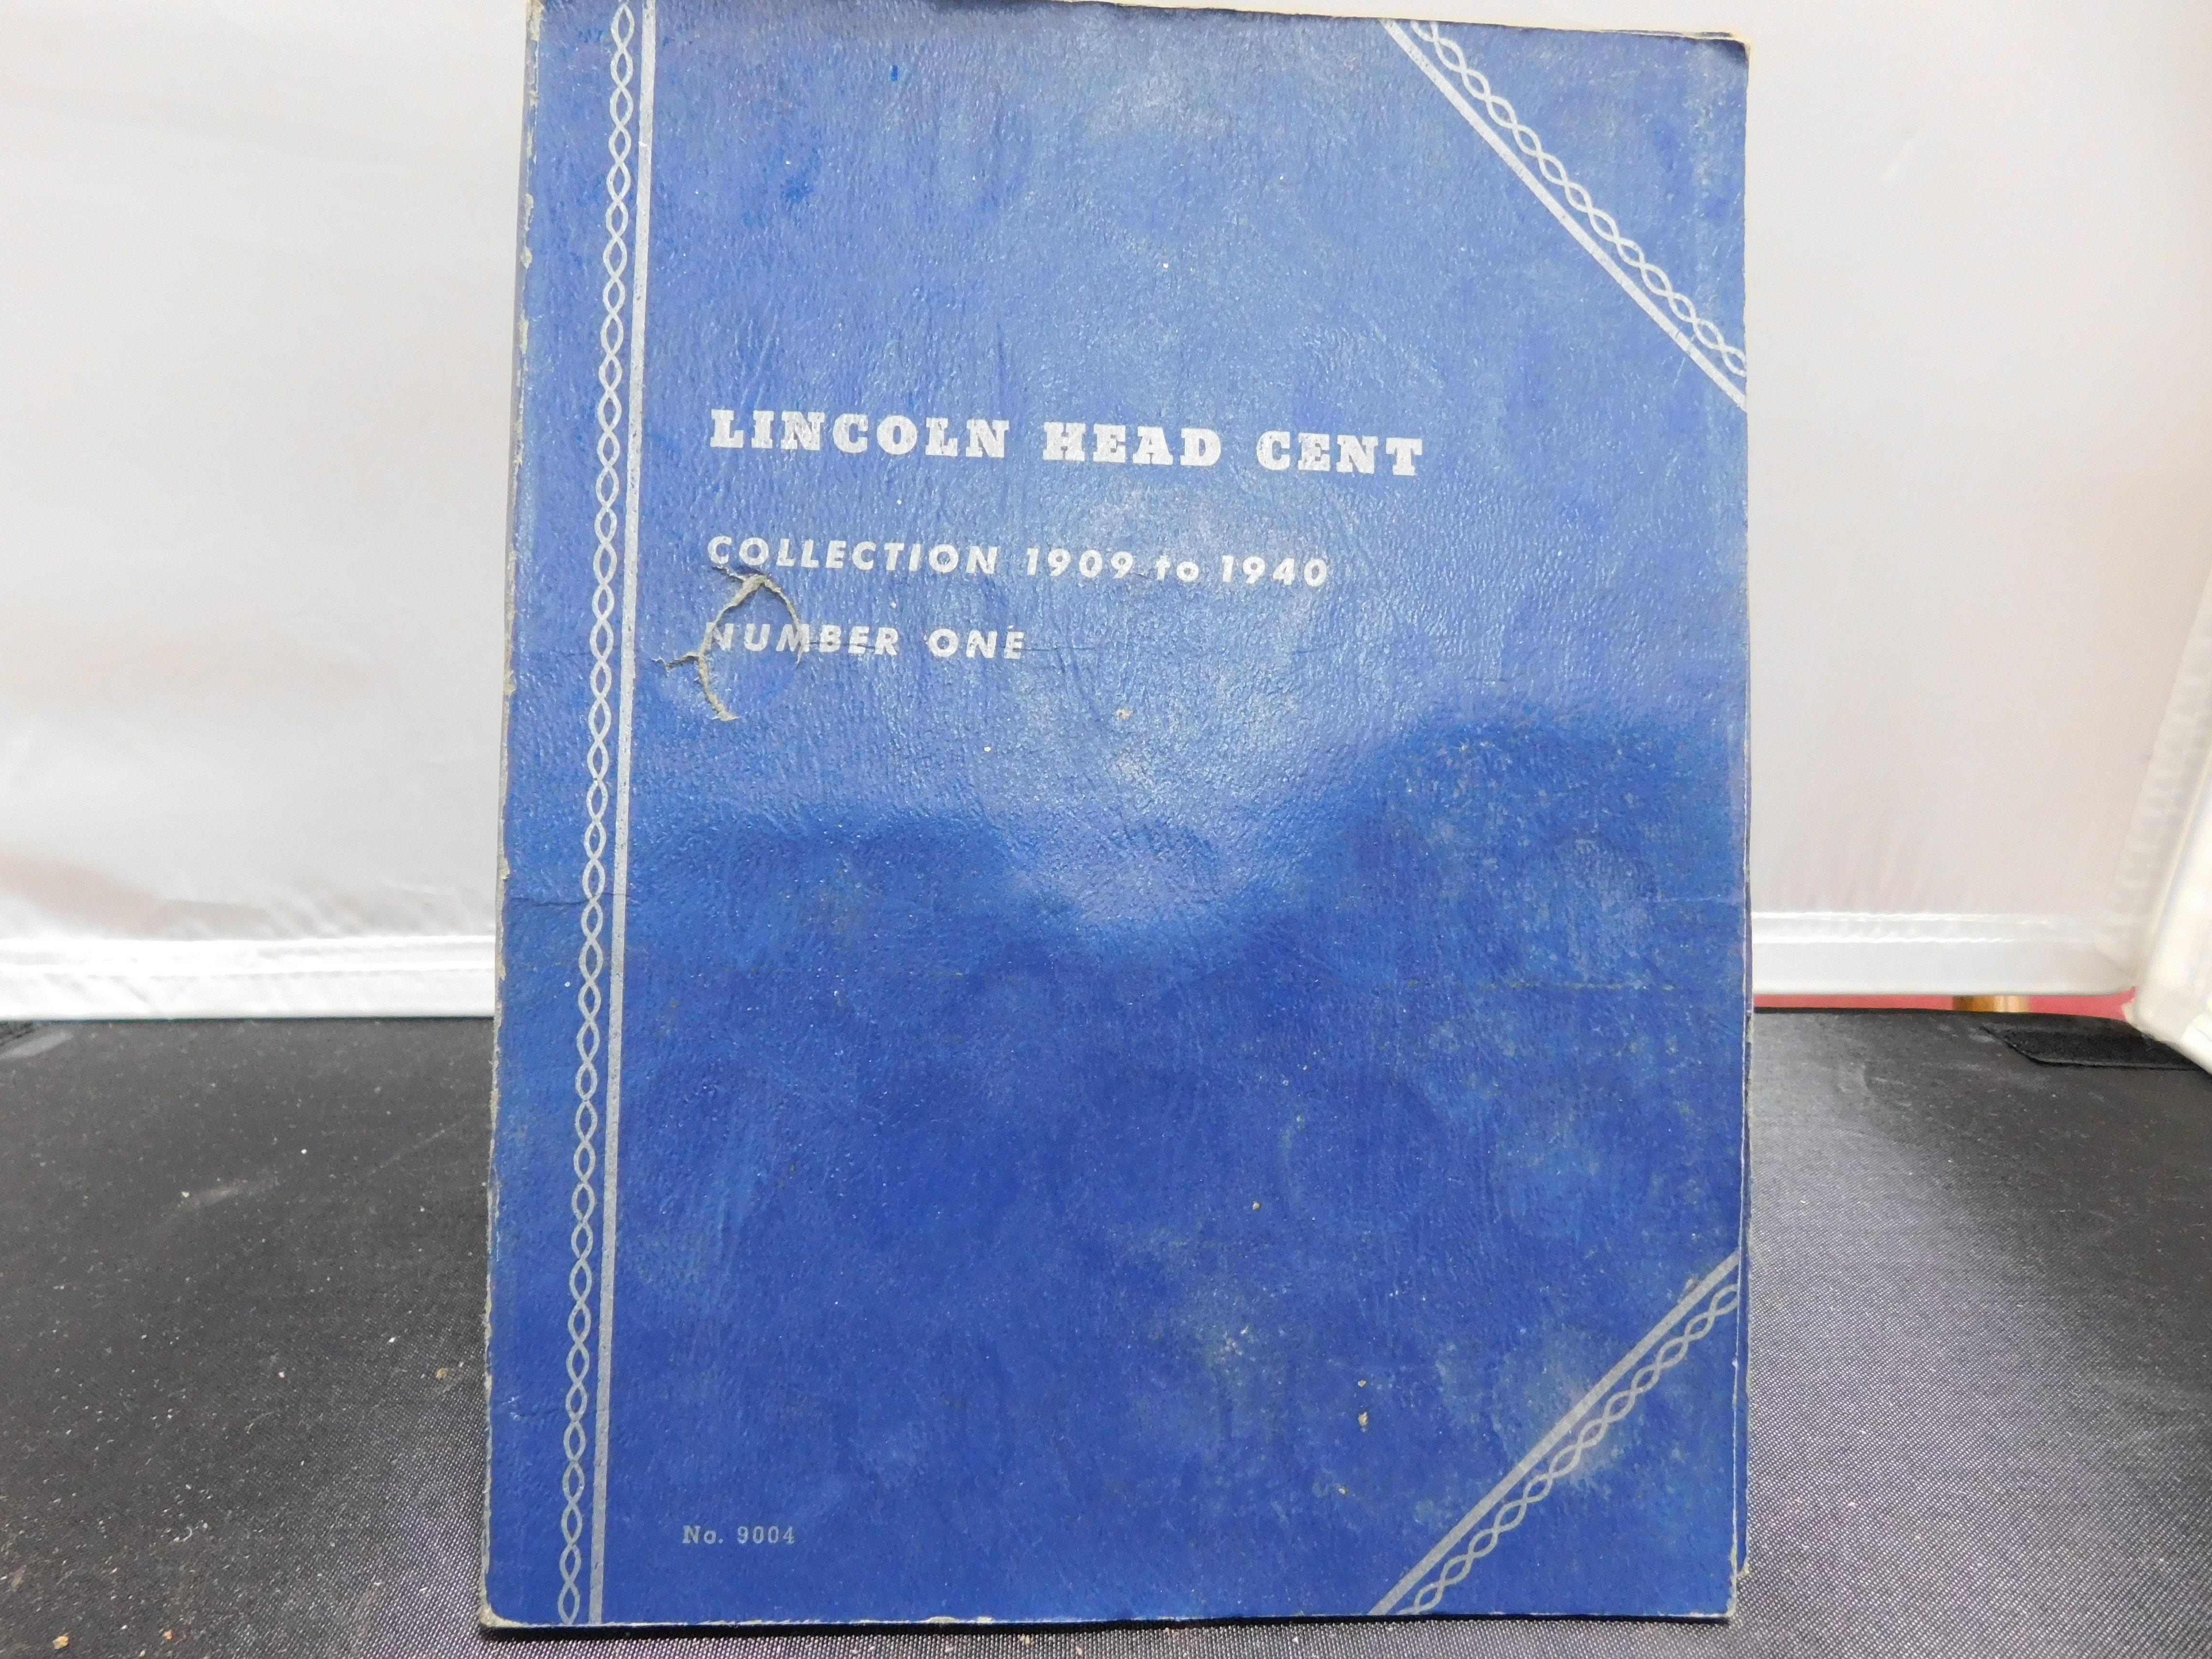 LINCOLN HEAD CENT
COLLECTION 1909 to 1940
NUMBER ONE
No. 9004